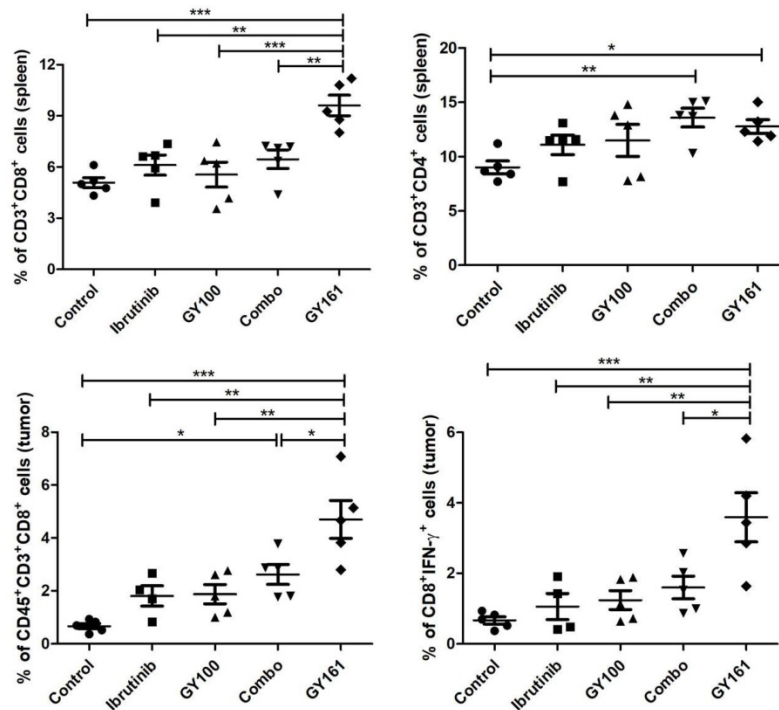 ***
**
***
**
% of CD3+CD8+ cells (spleen)
12
9
6
3
0
Control
Ibrutinib
GY100
Combo
GY161
*
**
% of CD3+CD4+ cells (spleen)
20
15
10
5
0
Control
Ibrutinib
GY100
Combo
GY161
***
**
**
*
*
% of CD45+CD3+CD8+ cells (tumor)
8
6
4
2
0
Control
Ibrutinib
GY100
Combo
GY161
***
**
**
*
% of CD8+IFN-γ+ cells (tumor)
6
4
2
0
Control
Ibrutinib
GY100
Combo
GY161